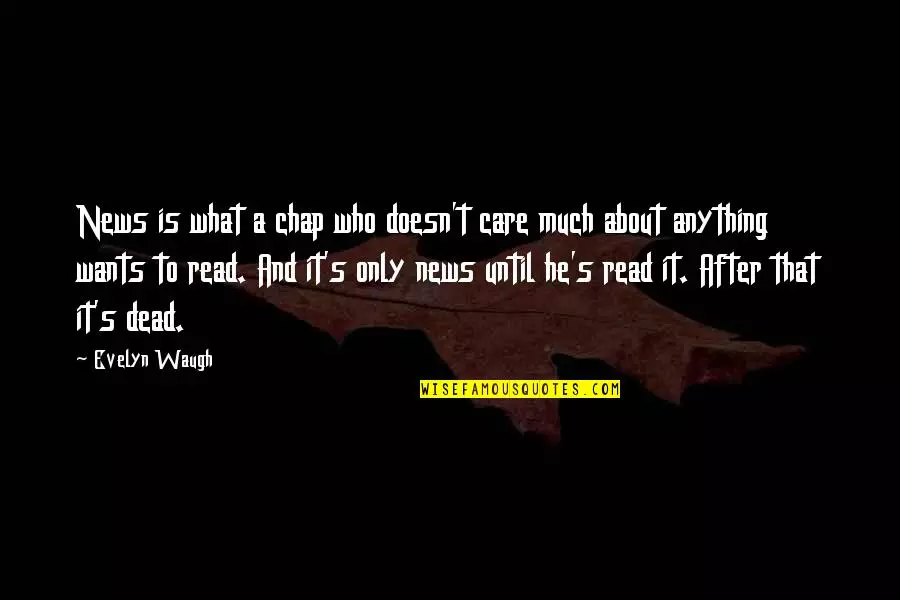 News is what a chap who doesn't care much about anything
wants to read. And it's only news until he's read it. After that
it's dead.
~ Evelyn Waugh
WISEFAMOUSQUOTES.COM